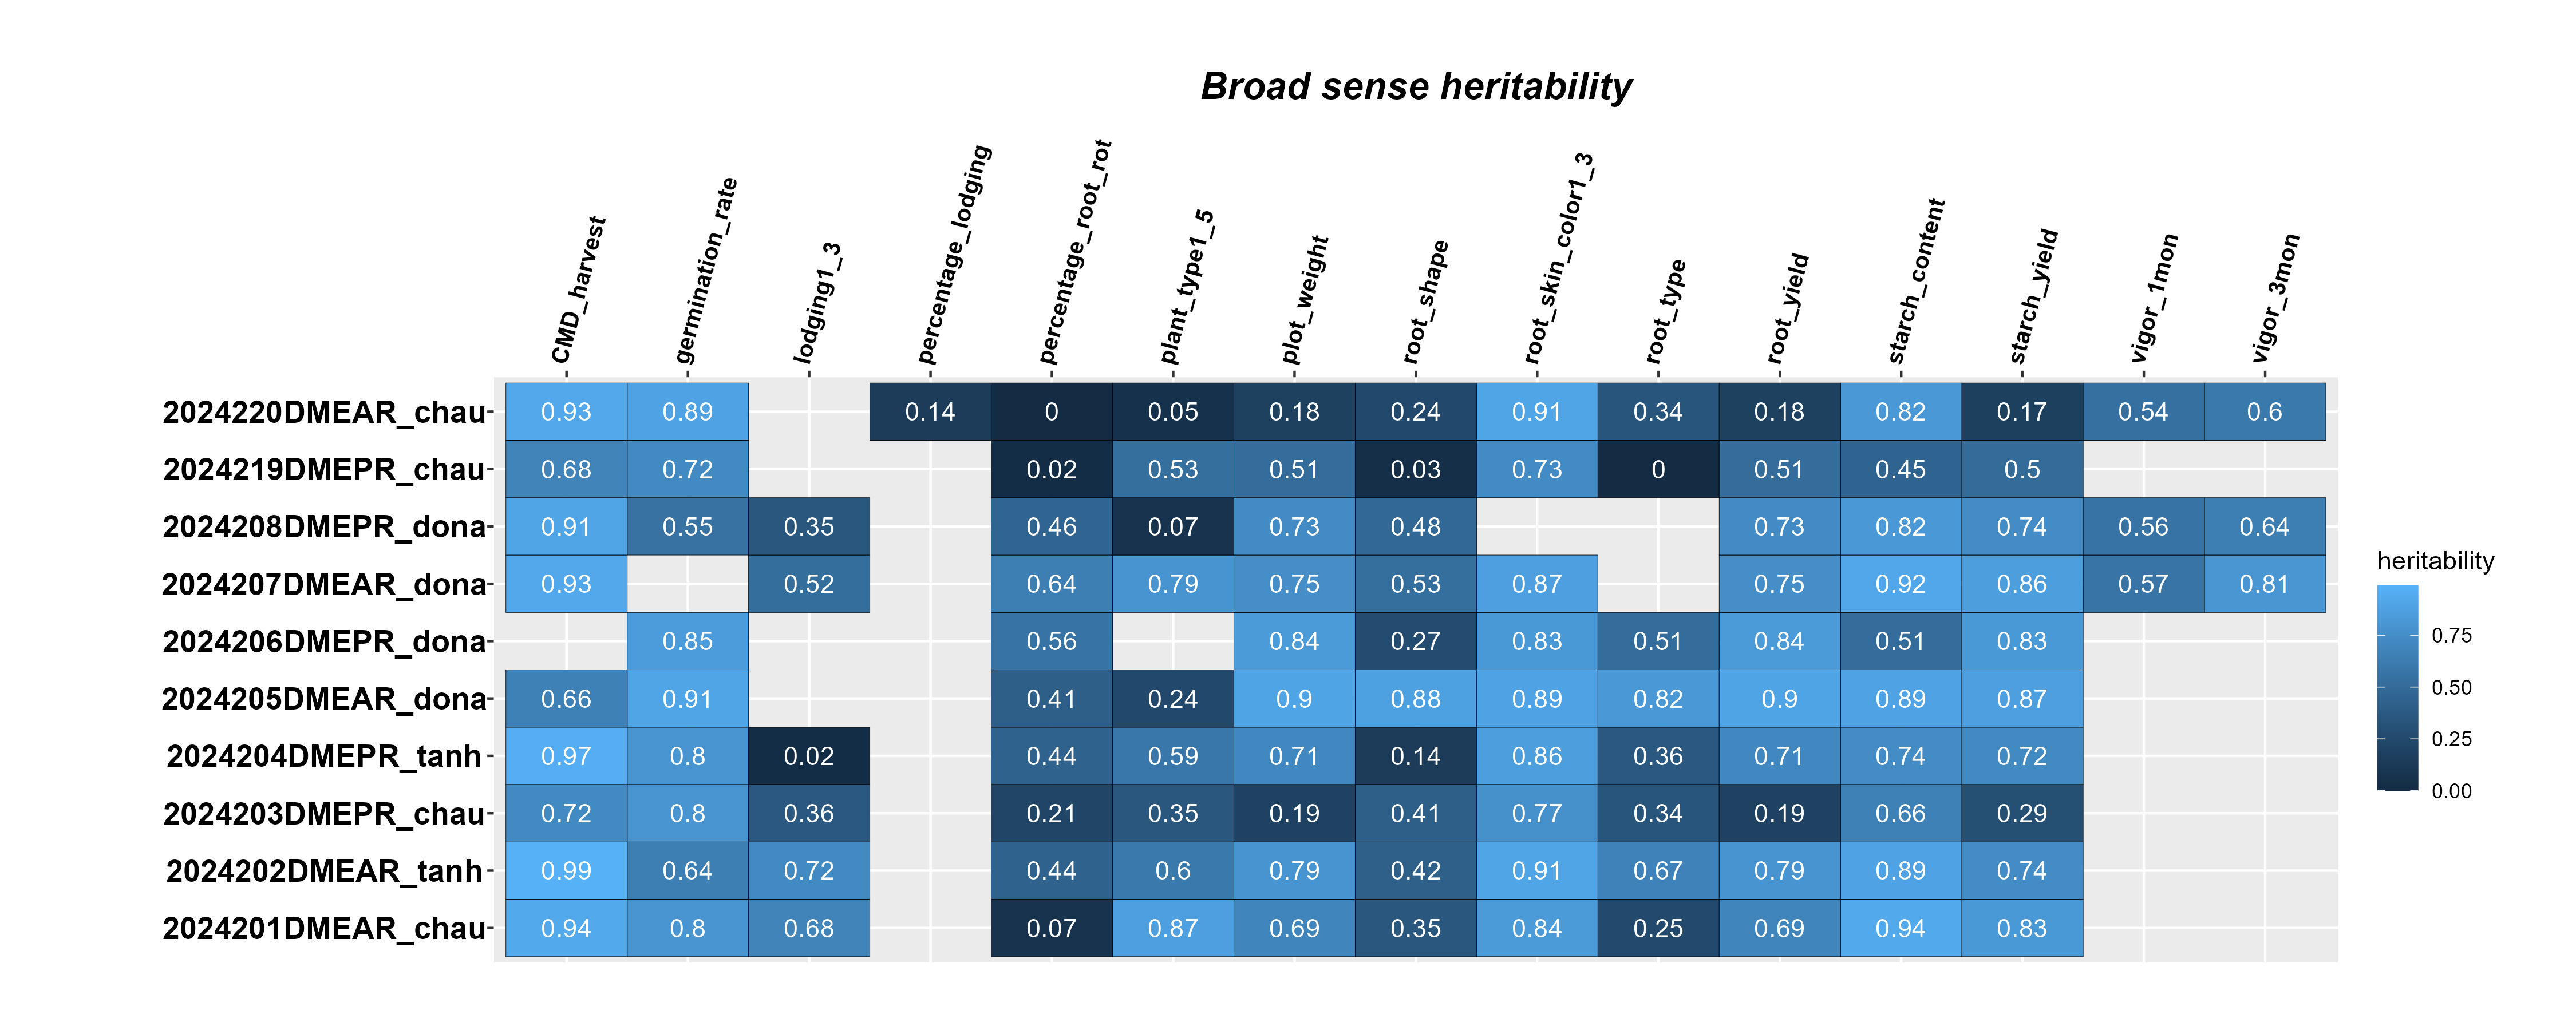 Broad sense heritability
CMD_harvest germination_rate lodging1_3 percentage_lodging percentage_root_rot plant_type1_5 plot_weight root_shape root_skin_color1_3 root_type root_yield starch_content starch_yield vigor_1mon vigor_3mon
2024220DMEAR_chau 0.93 0.89 0.14 0 0.05 0.18 0.24 0.91 0.34 0.18 0.82 0.17 0.54 0.6
2024219DMEPR_chau 0.68 0.72 0.02 0.53 0.51 0.03 0.73 0 0.51 0.45 0.5
2024208DMEPR_dona 0.91 0.55 0.35 0.46 0.07 0.73 0.48 0.73 0.82 0.74 0.56 0.64
2024207DMEAR_dona 0.93 0.52 0.64 0.79 0.75 0.53 0.87 0.75 0.92 0.86 0.57 0.81
2024206DMEPR_dona 0.85 0.56 0.84 0.27 0.83 0.51 0.84 0.51 0.83
2024205DMEAR_dona 0.66 0.91 0.41 0.24 0.9 0.88 0.89 0.82 0.9 0.89 0.87
2024204DMEPR_tanh 0.97 0.8 0.02 0.44 0.59 0.71 0.14 0.86 0.36 0.71 0.74 0.72
2024203DMEPR_chau 0.72 0.8 0.36 0.21 0.35 0.19 0.41 0.77 0.34 0.19 0.66 0.29
2024202DMEAR_tanh 0.99 0.64 0.72 0.44 0.6 0.79 0.42 0.91 0.67 0.79 0.89 0.74
2024201DMEAR_chau 0.94 0.8 0.68 0.07 0.87 0.69 0.35 0.84 0.25 0.69 0.94 0.83
heritability
0.75
0.50
0.25
0.00